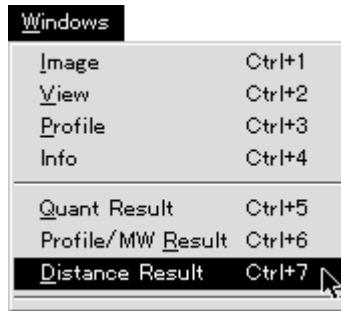 Windows
Image Ctrl+1
View Ctrl+2
Profile Ctrl+3
Info Ctrl+4
Quant Result Ctrl+5
Profile/MW Result Ctrl+6
Distance Result Ctrl+7